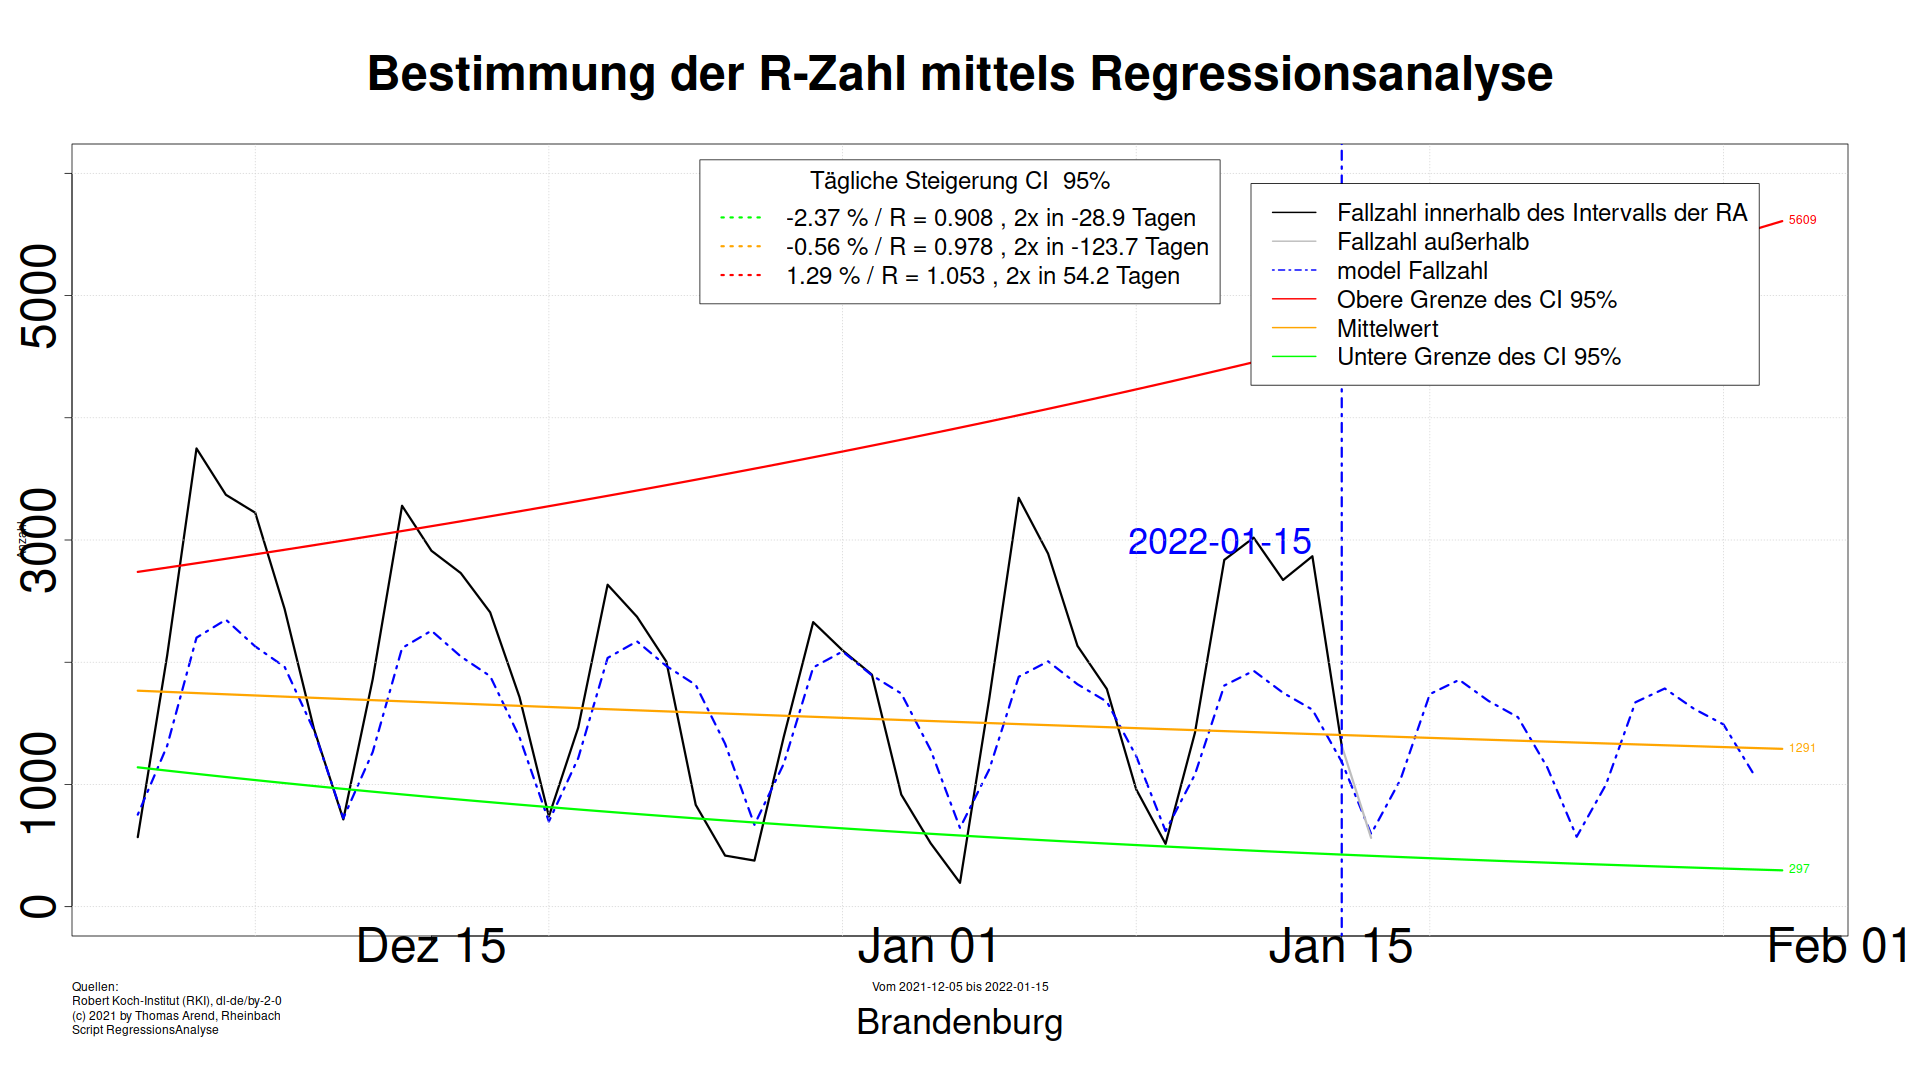 Bestimmung der R-Zahl mittels Regressionsanalyse
Tägliche Steigerung CI  95%
-2.37 % / R = 0.908 , 2x in -28.9 Tagen
-0.56 % / R = 0.978 , 2x in -123.7 Tagen
1.29 % / R = 1.053 , 2x in 54.2 Tagen
Fallzahl innerhalb des Intervalls der RA
Fallzahl außerhalb
model Fallzahl
Obere Grenze des CI 95%
Mittelwert
Untere Grenze des CI 95%
5609
1291
297
2022-01-15
5000
3000
1000
0
Anzahl
Dez 15
Jan 01
Jan 15
Feb 01
Quellen:
Robert Koch-Institut (RKI), dl-de/by-2-0
(c) 2021 by Thomas Arend, Rheinbach
Script RegressionsAnalyse
Vom 2021-12-05 bis 2022-01-15
Brandenburg